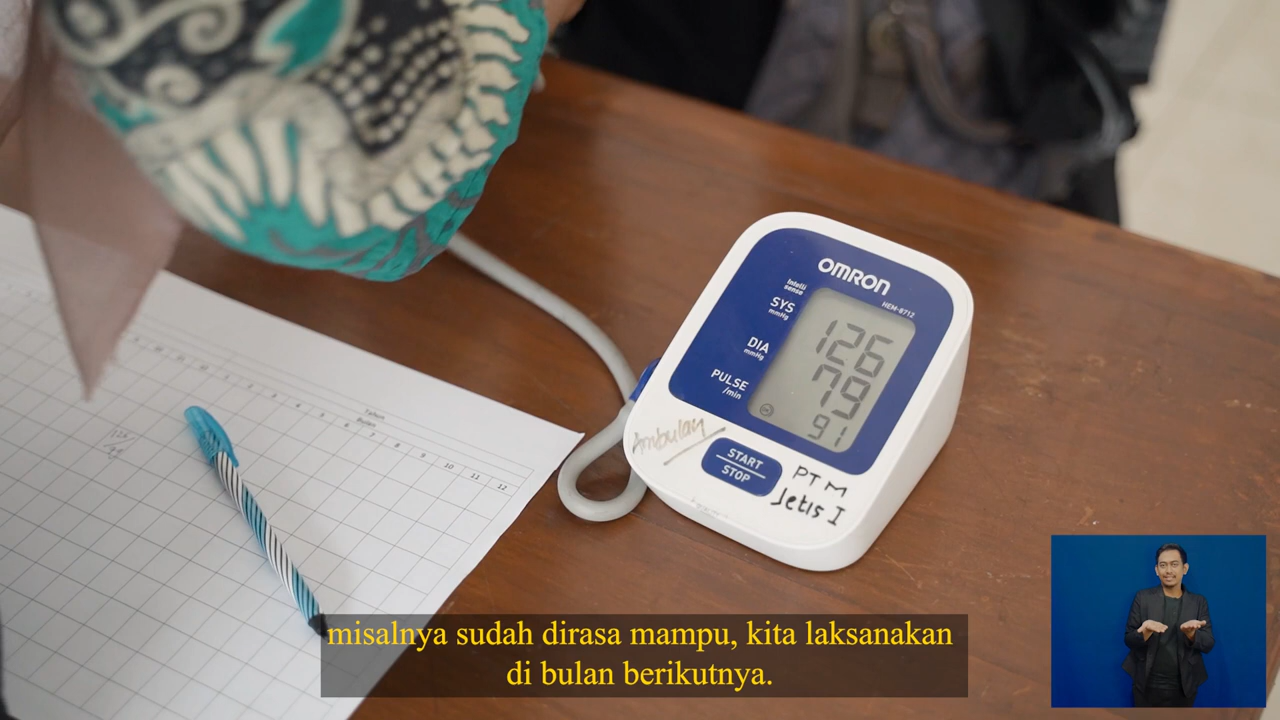 OMRON
intelli
sense
HEM-8712
SYS
mmHg
126
DIA
mmHg
79
PULSE
/min
91
Ambulan
START
STOP
PTM
Jetis I
Tahun
Bulan
3 4 5 6 7 8 9 10 11 12
misalnya sudah dirasa mampu, kita laksanakan
di bulan berikutnya.